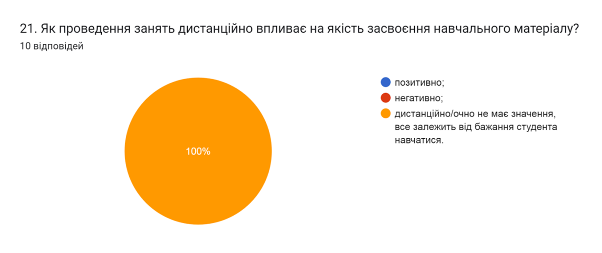 21. Як проведення занять дистанційно впливає на якість засвоєння навчального матеріалу?
10 відповідей
100%
позитивно;
негативно;
дистанційно/очно не має значення,
все залежить від бажання студента
навчатися.